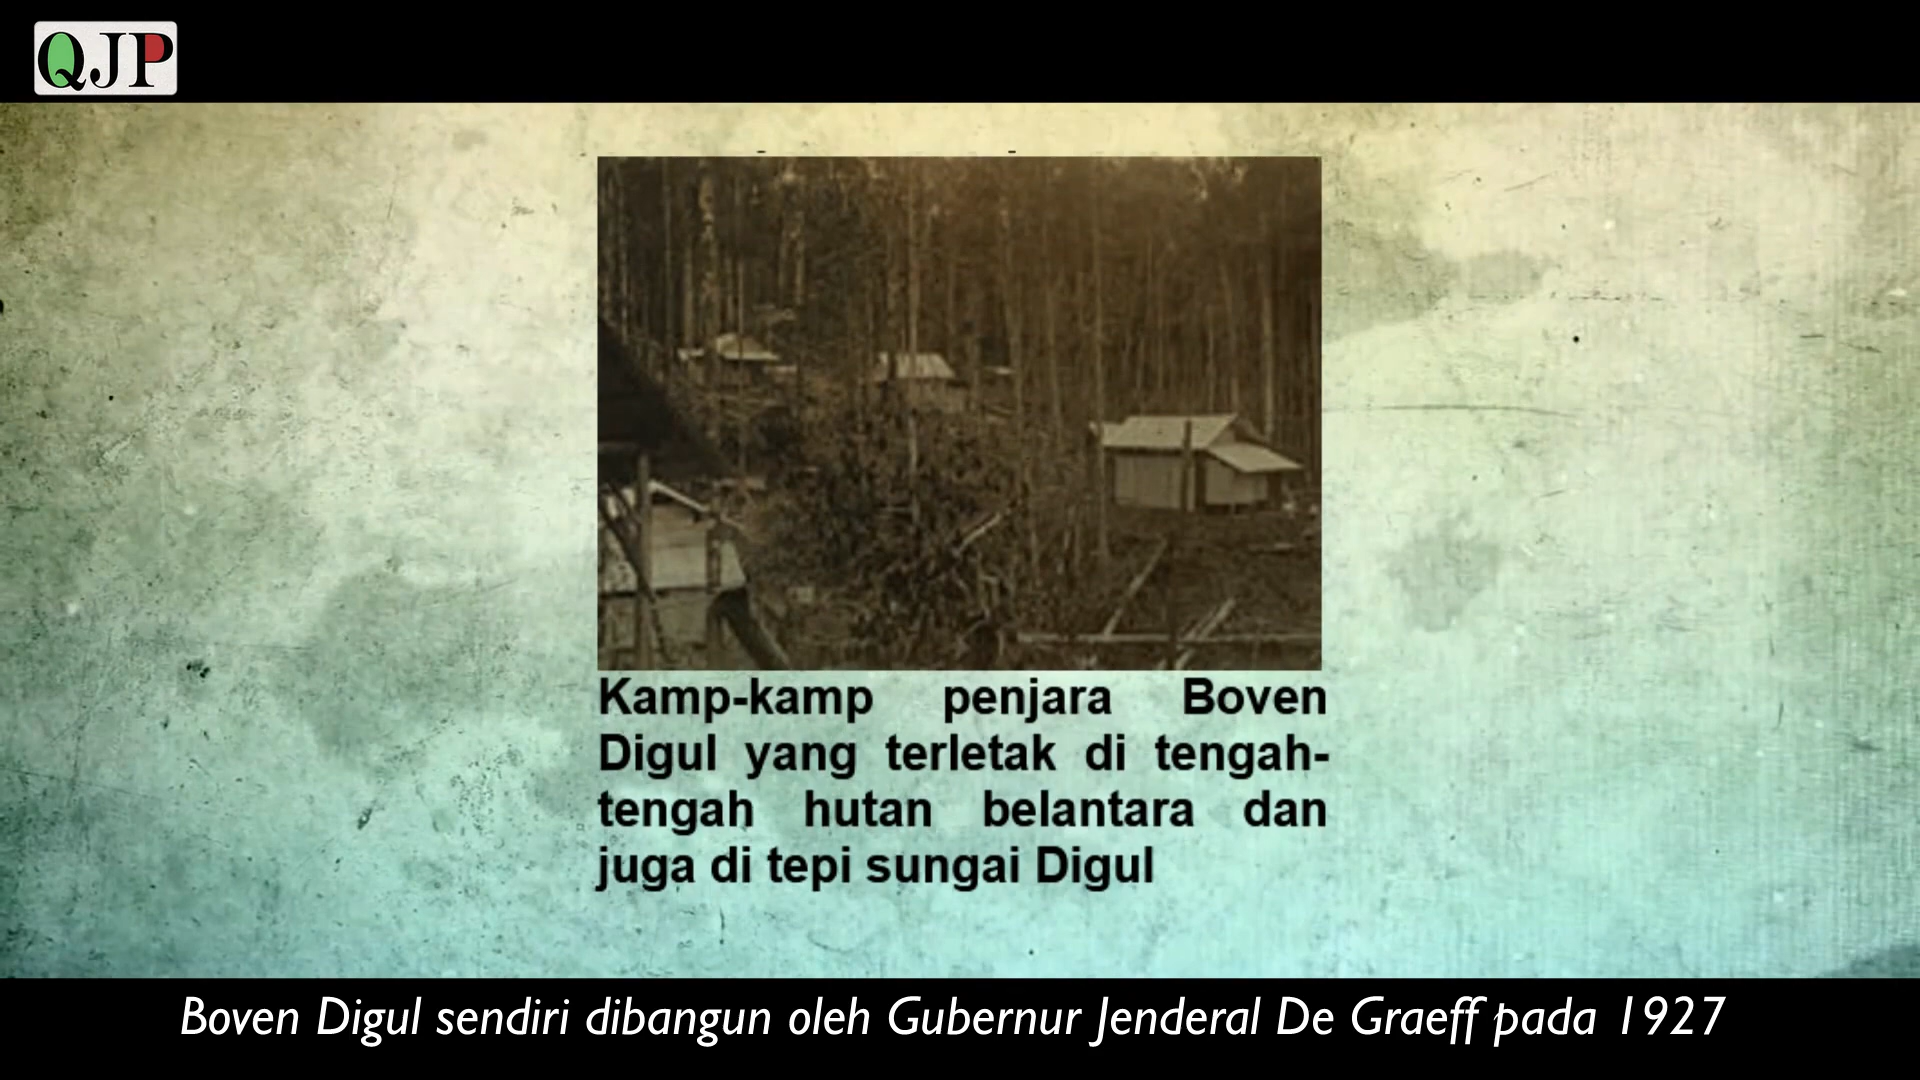 QJP
Kamp-kamp penjara Boven
Digul yang terletak di tengah-
tengah hutan belantara dan
juga di tepi sungai Digul
Boven Digul sendiri dibangun oleh Gubernur Jenderal De Graeff pada 1927